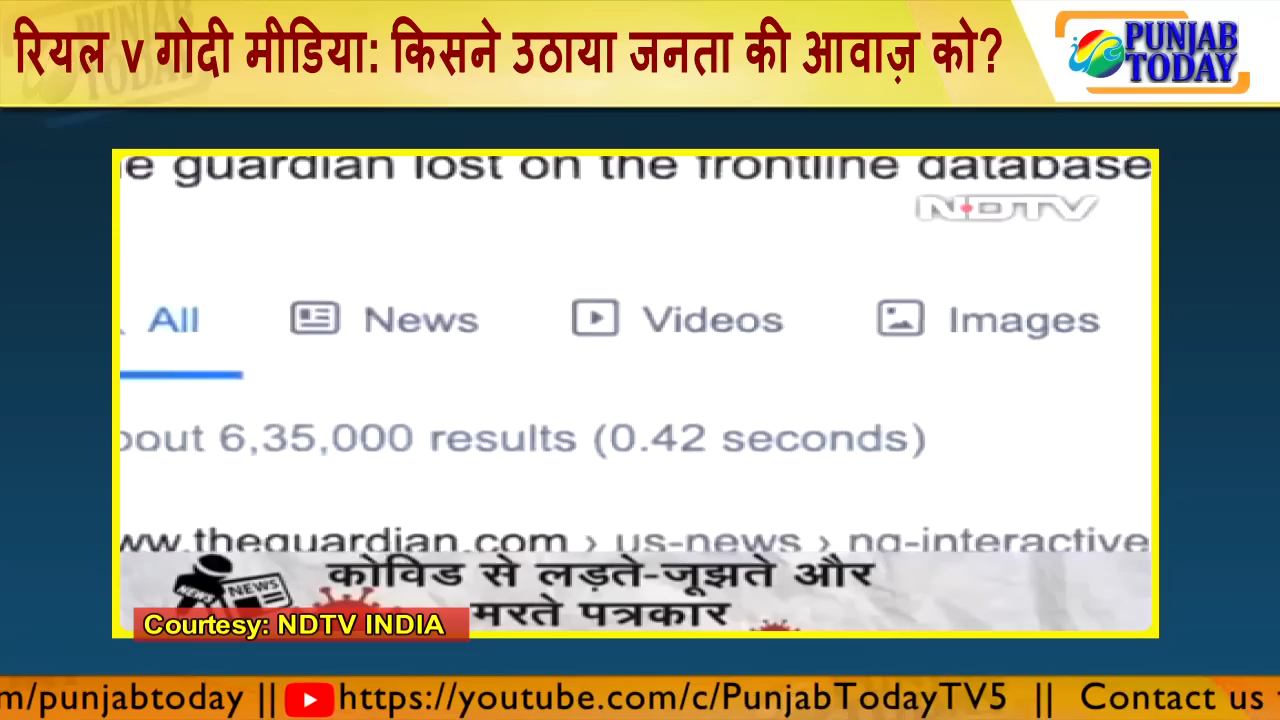 रियल v गोदी मीडिया: किसने उठाया जनता की आवाज़ को?
PUNJAB
TODAY
e guardian lost on the frontline database
NDTV
All News Videos Images
bout 6,35,000 results (0.42 seconds)
ww.theguardian.com › us-news › ng-interactive
NEWS
NEWS
कोविड से लड़ते-जूझते और
मरते पत्रकार
Courtesy: NDTV INDIA
m/punjabtoday || https://youtube.com/c/PunjabTodayTV5 || Contact us